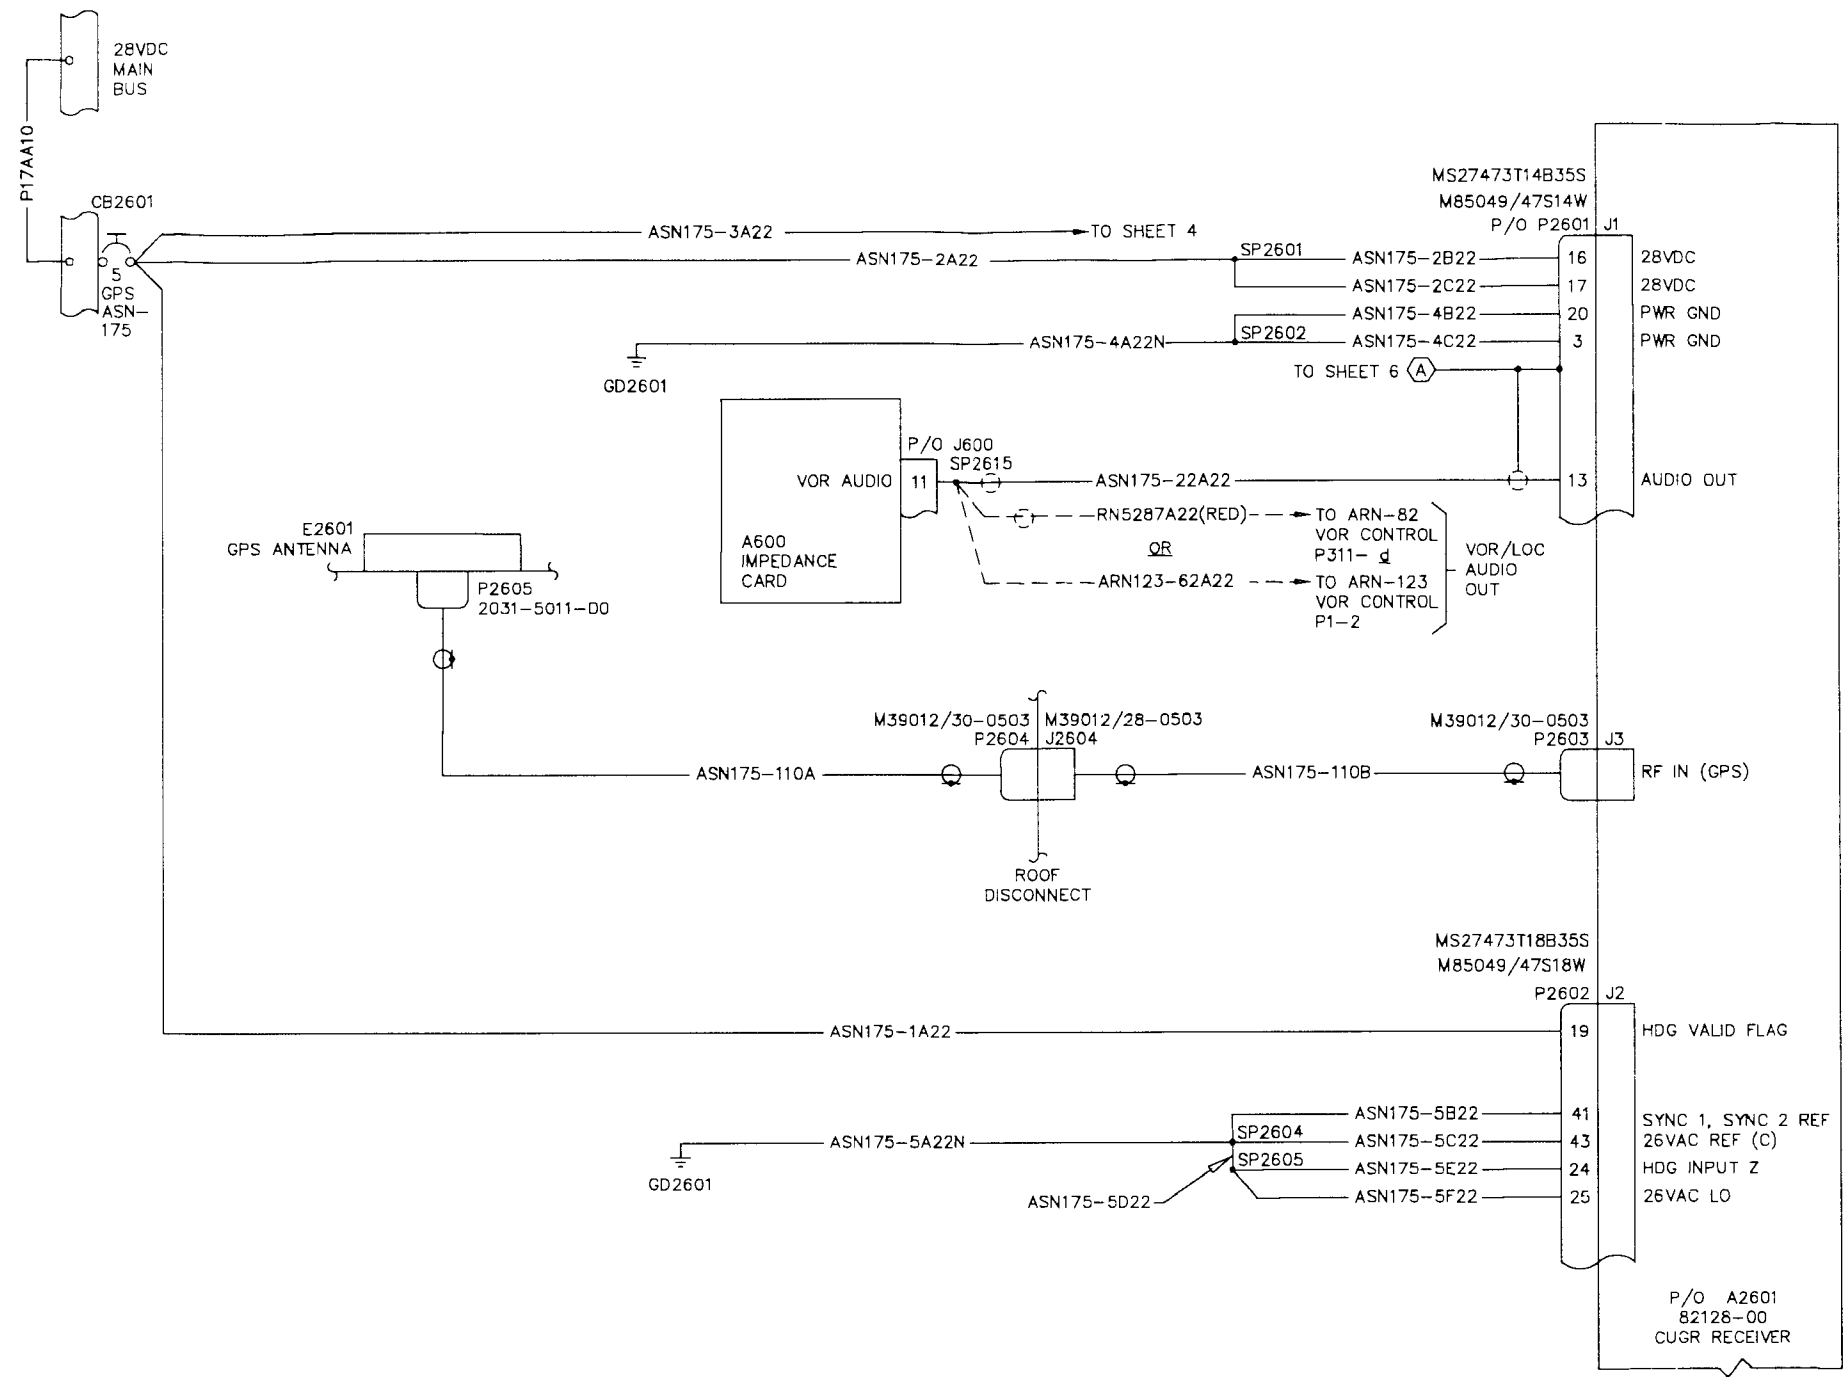 28VDC
MAIN
BUS
P17AA10
CB2601
5
GPS
ASN-
175
ASN175-3A22
TO SHEET 4
ASN175-2A22
SP2601
ASN175-2B22
ASN175-2C22
ASN175-4B22
SP2602
ASN175-4A22N
ASN175-4C22
GD2601
TO SHEET 6 A
MS27473T14B35S
M85049/47S14W
P/O P2601 J1
16 28VDC
17 28VDC
20 PWR GND
3 PWR GND
13 AUDIO OUT
P/O J600
SP2615
VOR AUDIO 11
ASN175-22A22
A600
IMPEDANCE
CARD
RN5287A22(RED)
TO ARN-82
VOR CONTROL
P311- d
OR
ARN123-62A22
TO ARN-123
VOR CONTROL
P1-2
VOR/LOC
AUDIO
OUT
E2601
GPS ANTENNA
P2605
2031-5011-D0
M39012/30-0503 M39012/28-0503
P2604 J2604
ASN175-110A
ASN175-110B
M39012/30-0503
P2603 J3
RF IN (GPS)
ROOF
DISCONNECT
MS27473T18B35S
M85049/47S18W
P2602 J2
ASN175-1A22
19 HDG VALID FLAG
ASN175-5B22
41
SYNC 1, SYNC 2 REF
SP2604
ASN175-5A22N
ASN175-5C22
43 26VAC REF (C)
SP2605
ASN175-5E22
24 HDG INPUT Z
GD2601
ASN175-5D22
ASN175-5F22
25 26VAC LO
P/O A2601
82128-00
CUGR RECEIVER